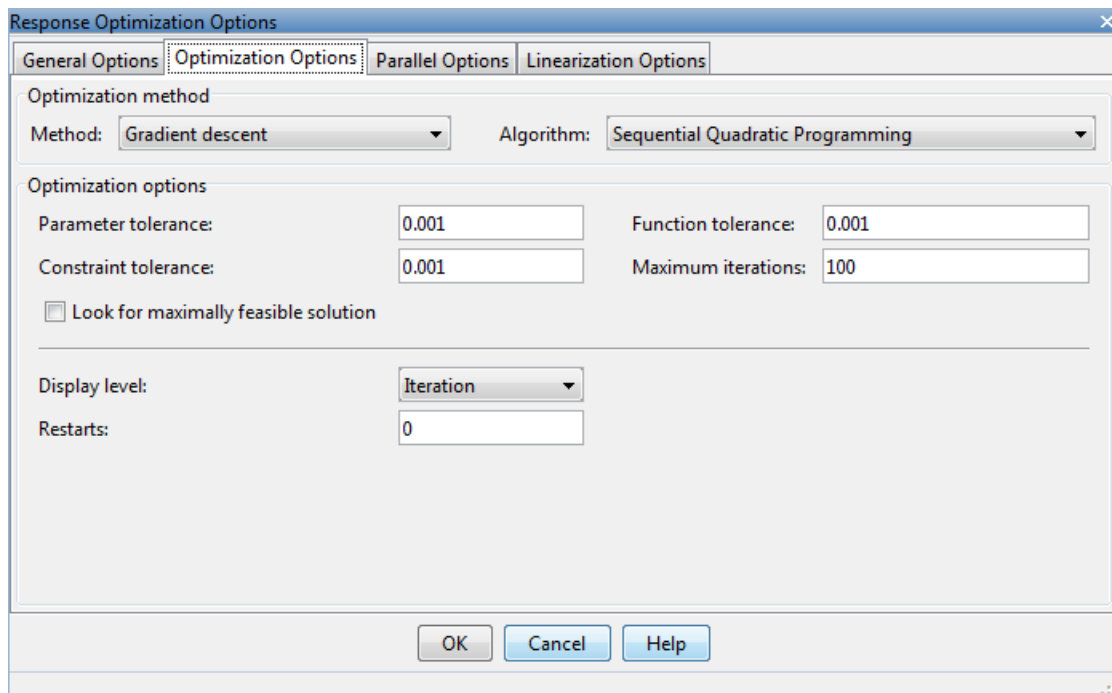 Response Optimization Options
General Options Optimization Options Parallel Options Linearization Options
Optimization method
Method: Gradient descent Algorithm: Sequential Quadratic Programming
Optimization options
Parameter tolerance: 0.001 Function tolerance: 0.001
Constraint tolerance: 0.001 Maximum iterations: 100
Look for maximally feasible solution
Display level: Iteration
Restarts: 0
OK Cancel Help